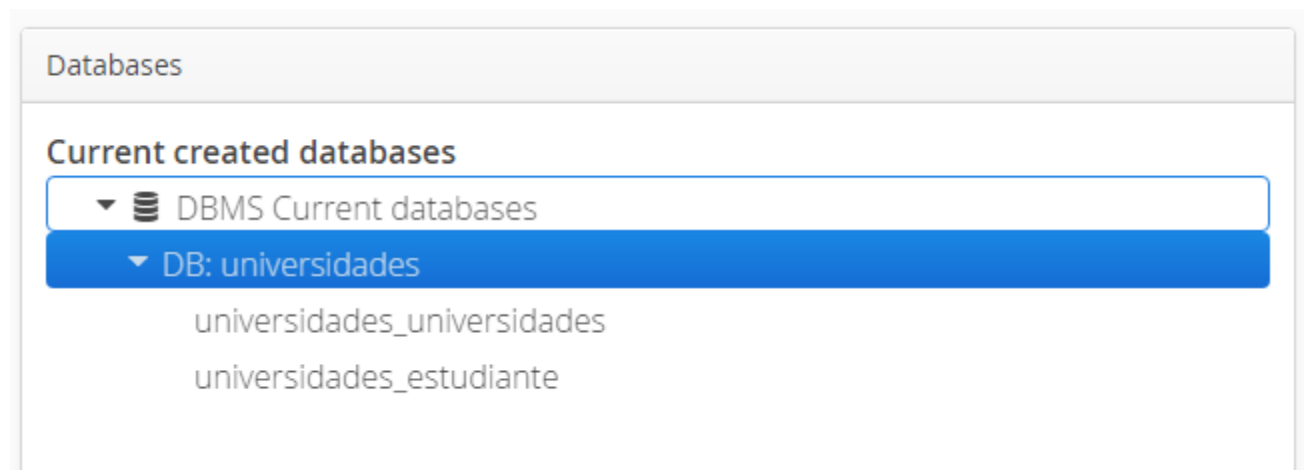 Databases
Current created databases
DBMS Current databases
DB: universidades
universidades_universidades
universidades_estudiante